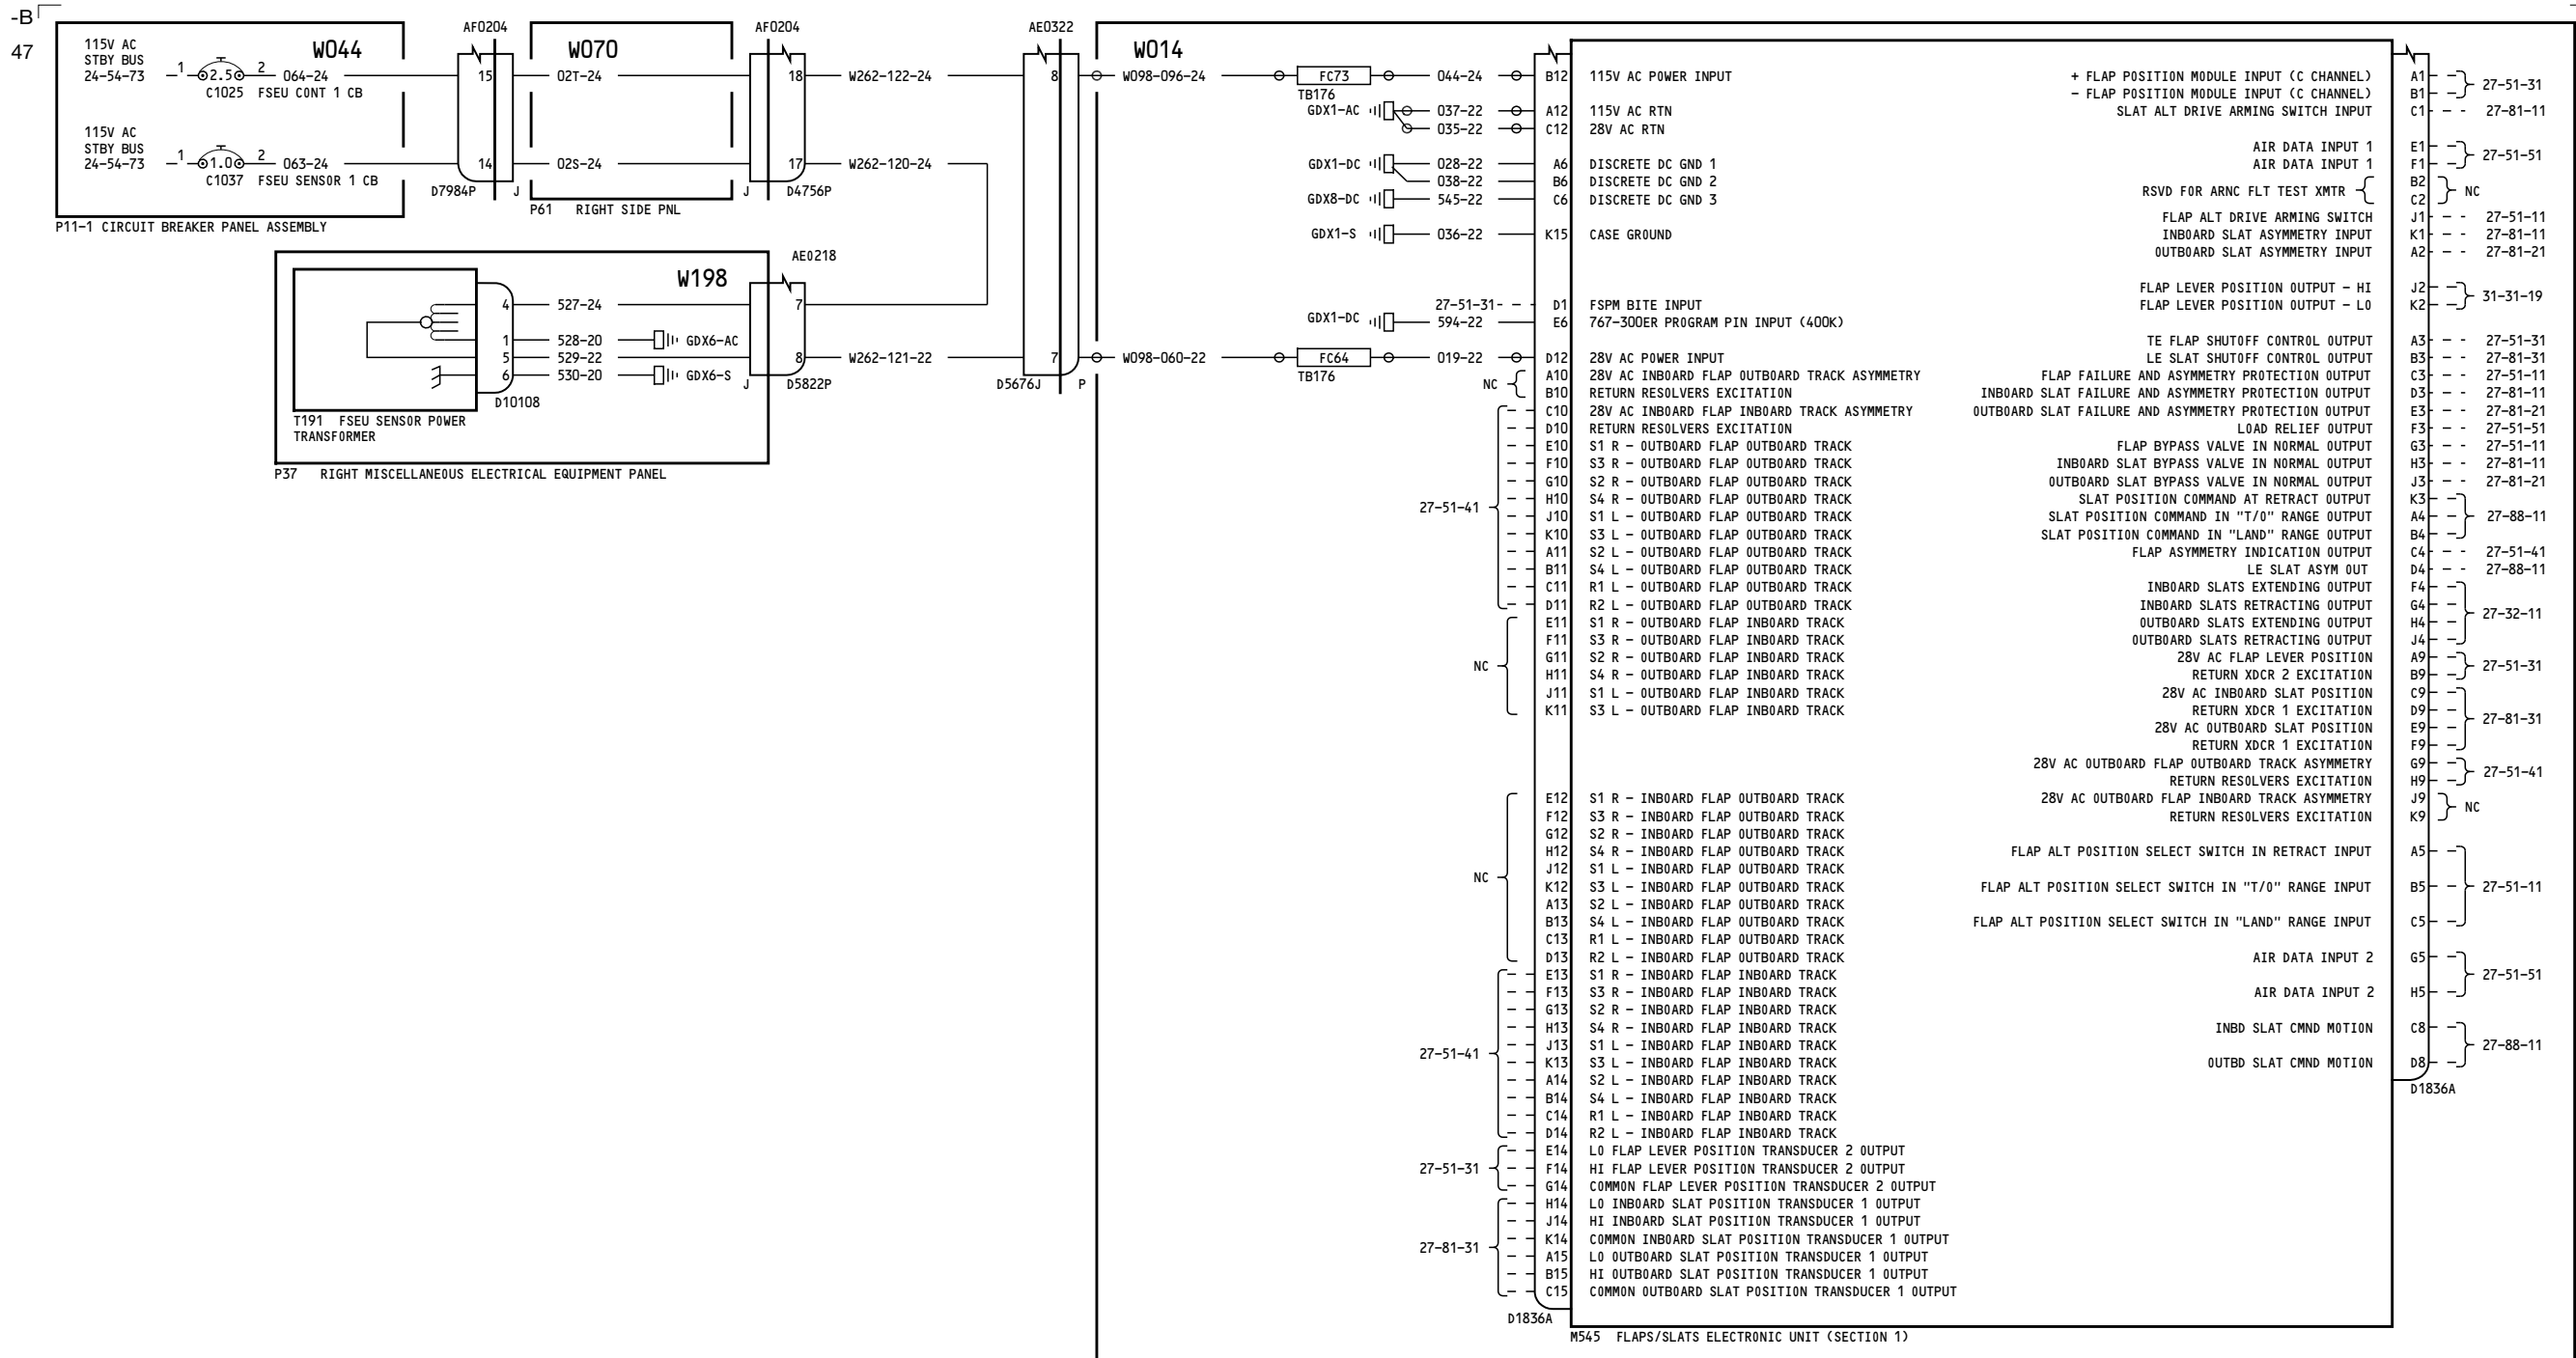 -B
47
115V AC
STBY BUS
24-54-73
1
2.5
2
064-24
C1025 FSEU CONT 1 CB
W044
115V AC
STBY BUS
24-54-73
1
1.0
2
063-24
C1037 FSEU SENSOR 1 CB
P11-1 CIRCUIT BREAKER PANEL ASSEMBLY
AF0204
15
14
D7984P J
W070
02T-24
02S-24
P61 RIGHT SIDE PNL
AF0204
18
17
J D4756P
W262-122-24
W262-120-24
AE0322
8
7
D5676J P
W198
AE0218
4 527-24 7
1 528-20 GDX6-AC
5 529-22 8
6 530-20 GDX6-S
D10108
J D5822P
W262-121-22
T191 FSEU SENSOR POWER
TRANSFORMER
P37 RIGHT MISCELLANEOUS ELECTRICAL EQUIPMENT PANEL
W014
W098-096-24 FC73 044-24 B12 115V AC POWER INPUT
TB176
GDX1-AC 037-22 A12 115V AC RTN
035-22 C12 28V AC RTN
GDX1-DC 028-22 A6 DISCRETE DC GND 1
038-22 B6 DISCRETE DC GND 2
GDX8-DC 545-22 C6 DISCRETE DC GND 3
GDX1-S 036-22 K15 CASE GROUND
27-51-31 D1 FSPM BITE INPUT
GDX1-DC 594-22 E6 767-300ER PROGRAM PIN INPUT (400K)
W098-060-22 FC64 019-22 D12 28V AC POWER INPUT
TB176
NC
A10 28V AC INBOARD FLAP OUTBOARD TRACK ASYMMETRY
B10 RETURN RESOLVERS EXCITATION
27-51-41
C10 28V AC INBOARD FLAP INBOARD TRACK ASYMMETRY
D10 RETURN RESOLVERS EXCITATION
E10 S1 R - OUTBOARD FLAP OUTBOARD TRACK
F10 S3 R - OUTBOARD FLAP OUTBOARD TRACK
G10 S2 R - OUTBOARD FLAP OUTBOARD TRACK
H10 S4 R - OUTBOARD FLAP OUTBOARD TRACK
J10 S1 L - OUTBOARD FLAP OUTBOARD TRACK
K10 S3 L - OUTBOARD FLAP OUTBOARD TRACK
A11 S2 L - OUTBOARD FLAP OUTBOARD TRACK
B11 S4 L - OUTBOARD FLAP OUTBOARD TRACK
C11 R1 L - OUTBOARD FLAP OUTBOARD TRACK
D11 R2 L - OUTBOARD FLAP OUTBOARD TRACK
NC
E11 S1 R - OUTBOARD FLAP INBOARD TRACK
F11 S3 R - OUTBOARD FLAP INBOARD TRACK
G11 S2 R - OUTBOARD FLAP INBOARD TRACK
H11 S4 R - OUTBOARD FLAP INBOARD TRACK
J11 S1 L - OUTBOARD FLAP INBOARD TRACK
K11 S3 L - OUTBOARD FLAP INBOARD TRACK
NC
E12 S1 R - INBOARD FLAP OUTBOARD TRACK
F12 S3 R - INBOARD FLAP OUTBOARD TRACK
G12 S2 R - INBOARD FLAP OUTBOARD TRACK
H12 S4 R - INBOARD FLAP OUTBOARD TRACK
J12 S1 L - INBOARD FLAP OUTBOARD TRACK
K12 S3 L - INBOARD FLAP OUTBOARD TRACK
A13 S2 L - INBOARD FLAP OUTBOARD TRACK
B13 S4 L - INBOARD FLAP OUTBOARD TRACK
C13 R1 L - INBOARD FLAP OUTBOARD TRACK
D13 R2 L - INBOARD FLAP OUTBOARD TRACK
27-51-41
E13 S1 R - INBOARD FLAP INBOARD TRACK
F13 S3 R - INBOARD FLAP INBOARD TRACK
G13 S2 R - INBOARD FLAP INBOARD TRACK
H13 S4 R - INBOARD FLAP INBOARD TRACK
J13 S1 L - INBOARD FLAP INBOARD TRACK
K13 S3 L - INBOARD FLAP INBOARD TRACK
A14 S2 L - INBOARD FLAP INBOARD TRACK
B14 S4 L - INBOARD FLAP INBOARD TRACK
C14 R1 L - INBOARD FLAP INBOARD TRACK
D14 R2 L - INBOARD FLAP INBOARD TRACK
27-51-31
E14 LO FLAP LEVER POSITION TRANSDUCER 2 OUTPUT
F14 HI FLAP LEVER POSITION TRANSDUCER 2 OUTPUT
G14 COMMON FLAP LEVER POSITION TRANSDUCER 2 OUTPUT
27-81-31
H14 LO INBOARD SLAT POSITION TRANSDUCER 1 OUTPUT
J14 HI INBOARD SLAT POSITION TRANSDUCER 1 OUTPUT
K14 COMMON INBOARD SLAT POSITION TRANSDUCER 1 OUTPUT
A15 LO OUTBOARD SLAT POSITION TRANSDUCER 1 OUTPUT
B15 HI OUTBOARD SLAT POSITION TRANSDUCER 1 OUTPUT
C15 COMMON OUTBOARD SLAT POSITION TRANSDUCER 1 OUTPUT
D1836A
M545 FLAPS/SLATS ELECTRONIC UNIT (SECTION 1)
+ FLAP POSITION MODULE INPUT (C CHANNEL) A1
- FLAP POSITION MODULE INPUT (C CHANNEL) B1
27-51-31
SLAT ALT DRIVE ARMING SWITCH INPUT C1 27-81-11
AIR DATA INPUT 1 E1
AIR DATA INPUT 1 F1
27-51-51
RSVD FOR ARNC FLT TEST XMTR B2 C2 NC
FLAP ALT DRIVE ARMING SWITCH J1 27-51-11
INBOARD SLAT ASYMMETRY INPUT K1 27-81-11
OUTBOARD SLAT ASYMMETRY INPUT A2 27-81-21
FLAP LEVER POSITION OUTPUT - HI J2
FLAP LEVER POSITION OUTPUT - LO K2
31-31-19
TE FLAP SHUTOFF CONTROL OUTPUT A3 27-51-31
LE SLAT SHUTOFF CONTROL OUTPUT B3 27-81-31
FLAP FAILURE AND ASYMMETRY PROTECTION OUTPUT C3 27-51-11
INBOARD SLAT FAILURE AND ASYMMETRY PROTECTION OUTPUT D3 27-81-11
OUTBOARD SLAT FAILURE AND ASYMMETRY PROTECTION OUTPUT E3 27-81-21
LOAD RELIEF OUTPUT F3 27-51-51
FLAP BYPASS VALVE IN NORMAL OUTPUT G3 27-51-11
INBOARD SLAT BYPASS VALVE IN NORMAL OUTPUT H3 27-81-11
OUTBOARD SLAT BYPASS VALVE IN NORMAL OUTPUT J3 27-81-21
SLAT POSITION COMMAND AT RETRACT OUTPUT K3
SLAT POSITION COMMAND IN "T/O" RANGE OUTPUT A4 27-88-11
SLAT POSITION COMMAND IN "LAND" RANGE OUTPUT B4
FLAP ASYMMETRY INDICATION OUTPUT C4 27-51-41
LE SLAT ASYM OUT D4 27-88-11
INBOARD SLATS EXTENDING OUTPUT F4
INBOARD SLATS RETRACTING OUTPUT G4
27-32-11
OUTBOARD SLATS EXTENDING OUTPUT H4
OUTBOARD SLATS RETRACTING OUTPUT J4
28V AC FLAP LEVER POSITION A9
RETURN XDCR 2 EXCITATION B9
27-51-31
28V AC INBOARD SLAT POSITION C9
RETURN XDCR 1 EXCITATION D9
27-81-31
28V AC OUTBOARD SLAT POSITION E9
RETURN XDCR 1 EXCITATION F9
28V AC OUTBOARD FLAP OUTBOARD TRACK ASYMMETRY G9
RETURN RESOLVERS EXCITATION H9
27-51-41
28V AC OUTBOARD FLAP INBOARD TRACK ASYMMETRY J9
RETURN RESOLVERS EXCITATION K9
NC
FLAP ALT POSITION SELECT SWITCH IN RETRACT INPUT A5
FLAP ALT POSITION SELECT SWITCH IN "T/O" RANGE INPUT B5 27-51-11
FLAP ALT POSITION SELECT SWITCH IN "LAND" RANGE INPUT C5
AIR DATA INPUT 2 G5
27-51-51
AIR DATA INPUT 2 H5
INBD SLAT CMND MOTION C8
27-88-11
OUTBD SLAT CMND MOTION D8
D1836A